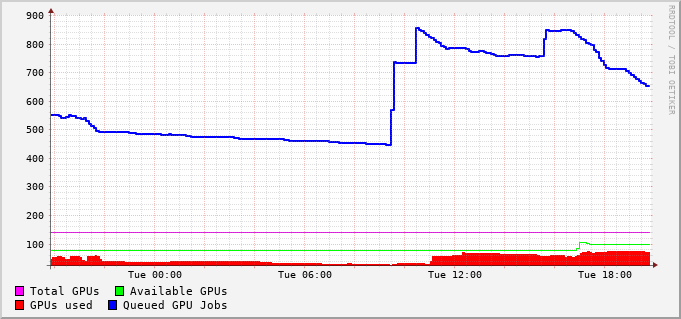 900
800
700
600
500
400
300
200
100
Tue 00:00 Tue 06:00 Tue 12:00 Tue 18:00
Total GPUs Available GPUs
GPUs used Queued GPU Jobs
RRDTOOL / TOBI OETIKER